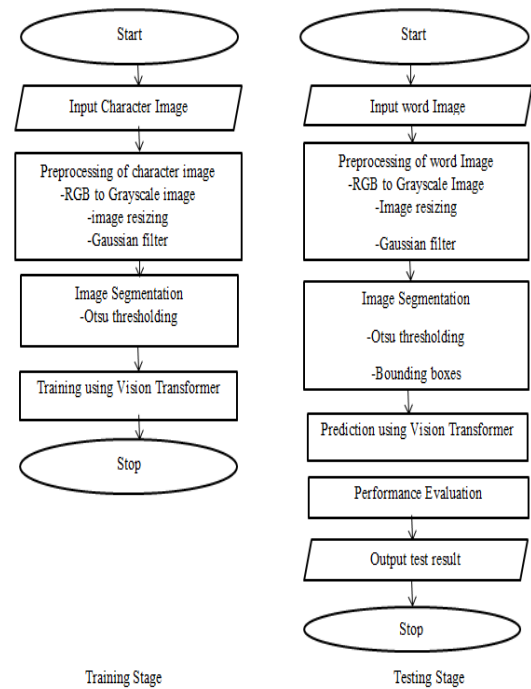 Start
Input Character Image
Preprocessing of character image
-RGB to Grayscale image
-image resizing
-Gaussian filter
Image Segmentation
-Otsu thresholding
Training using Vision Transformer
Stop
Training Stage
Start
Input word Image
Preprocessing of word Image
-RGB to Grayscale Image
-Image resizing
-Gaussian filter
Image Segmentation
-Otsu thresholding
-Bounding boxes
Prediction using Vision Transformer
Performance Evaluation
Output test result
Stop
Testing Stage